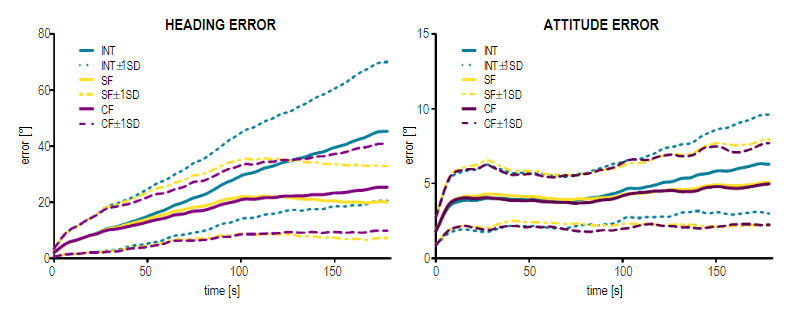 HEADING ERROR
80
60
40
20
0
error [°]
INT
INT±1SD
SF
SF±1SD
CF
CF±1SD
0
50
100
150
time [s]
ATTITUDE ERROR
15
10
5
0
error [°]
INT
INT±1SD
SF
SF±1SD
CF
CF±1SD
0
50
100
150
time [s]